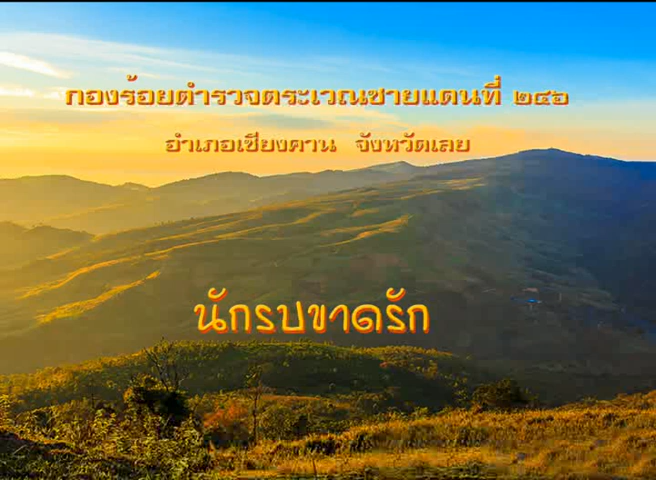 กองร้อยตำรวจตระเวณชายแดนที่ ๒๔๖
อำเภอเชียงคาน จังหวัดเลย
นักรบขาดรัก